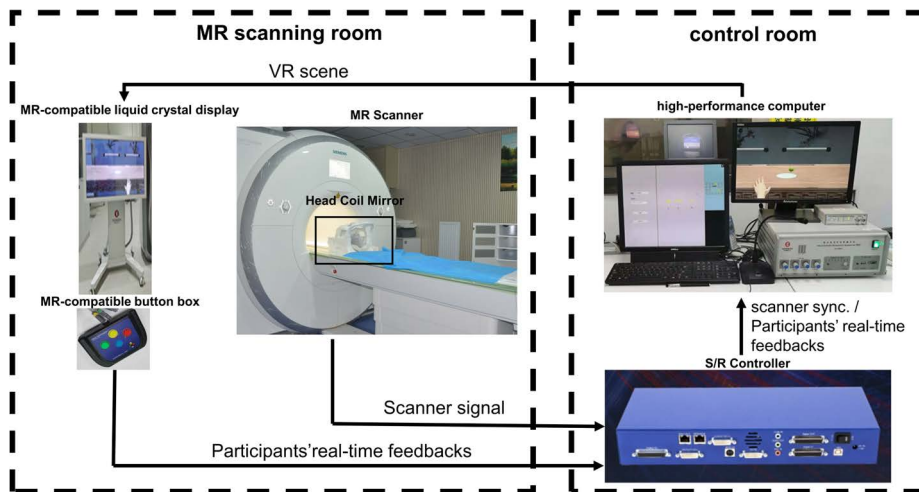 MR scanning room
control room
VR scene
MR-compatible liquid crystal display
MR Scanner
high-performance computer
Head Coil Mirror
MR-compatible button box
scanner sync. /
Participants' real-time
feedbacks
S/R Controller
Scanner signal
Participants'real-time feedbacks